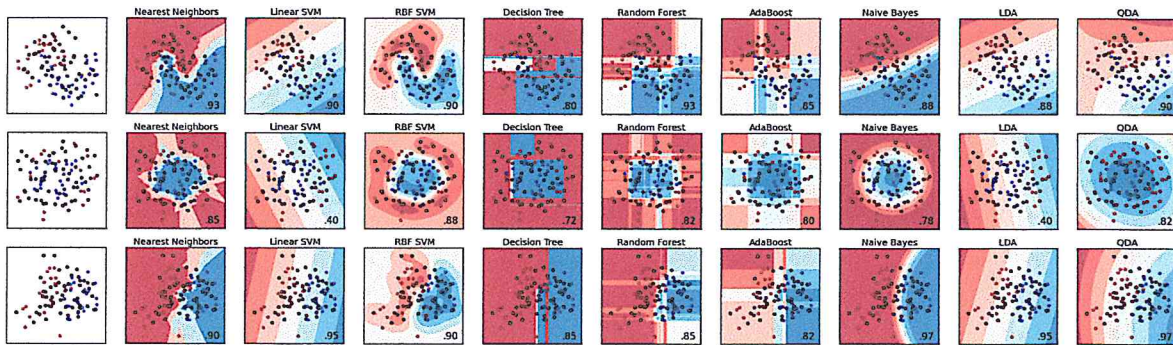 Nearest Neighbors Linear SVM RBF SVM Decision Tree Random Forest AdaBoost Naive Bayes LDA QDA
.93 .90 .90 .80 .93 .85 .88 .88 .90
Nearest Neighbors Linear SVM RBF SVM Decision Tree Random Forest AdaBoost Naive Bayes LDA QDA
.85 .40 .88 .72 .82 .80 .78 .40 .82
Nearest Neighbors Linear SVM RBF SVM Decision Tree Random Forest AdaBoost Naive Bayes LDA QDA
.90 .95 .90 .85 .85 .82 .97 .95 .97